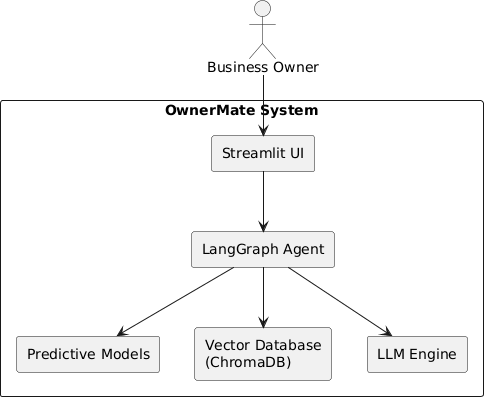 Business Owner
OwnerMate System
Streamlit UI
LangGraph Agent
Predictive Models
Vector Database
(ChromaDB)
LLM Engine